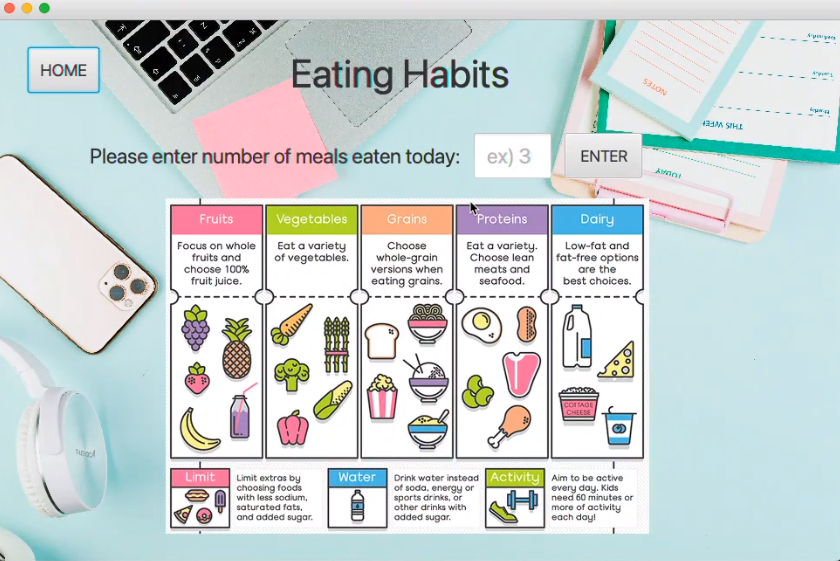 HOME
Eating Habits
Please enter number of meals eaten today: ex) 3 ENTER
NOTES
THIS WEEK
TODAY
Fruits
Focus on whole
fruits and
choose 100%
fruit juice.
Vegetables
Eat a variety
of vegetables.
Grains
Choose
whole-grain
versions when
eating grains.
Proteins
Eat a variety.
Choose lean
meats and
seafood.
Dairy
Low-fat and
fat-free options
are the
best choices.
COTTAGE
CHEESE
Limit
Limit extras by
choosing foods
with less sodium,
saturated fats,
and added sugar.
Water
Drink water instead
of soda, energy or
sports drinks, or
other drinks with
added sugar.
Activity
Aim to be active
every day. Kids
need 60 minutes or
more of activity
each day!